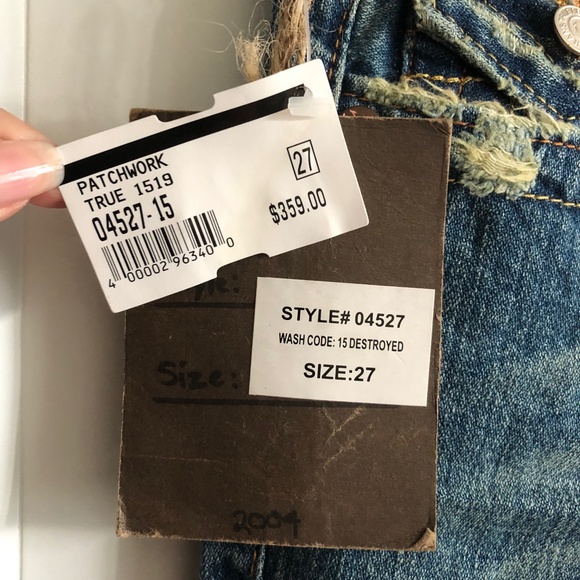 PATCHWORK
TRUE 1519
04527-15
27
$359.00
4 00002 96340 0
STYLE# 04527
WASH CODE: 15 DESTROYED
SIZE:27
Size:
2004